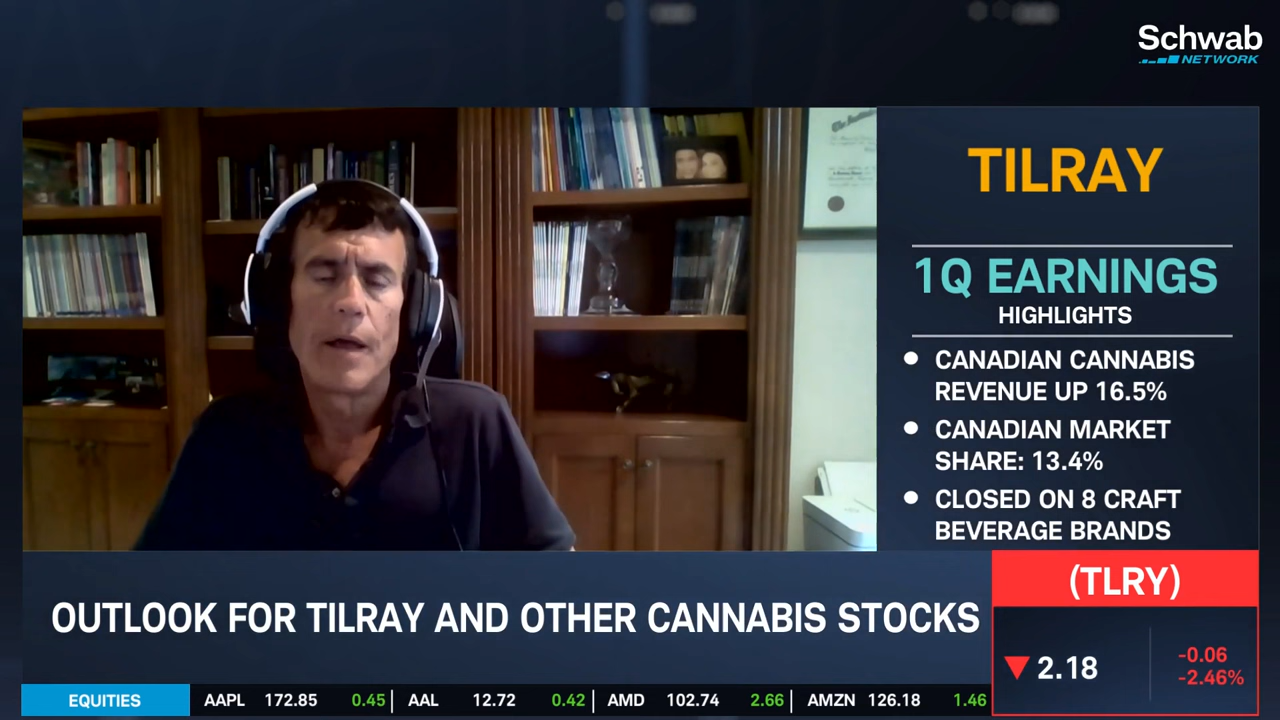 Schwab
NETWORK
TILRAY
1Q EARNINGS
HIGHLIGHTS
● CANADIAN CANNABIS
REVENUE UP 16.5%
● CANADIAN MARKET
SHARE: 13.4%
● CLOSED ON 8 CRAFT
BEVERAGE BRANDS
OUTLOOK FOR TILRAY AND OTHER CANNABIS STOCKS
(TLRY)
▼ 2.18
-0.06
-2.46%
EQUITIES AAPL 172.85 0.45 | AAL 12.72 0.42 | AMD 102.74 2.66 | AMZN 126.18 1.46